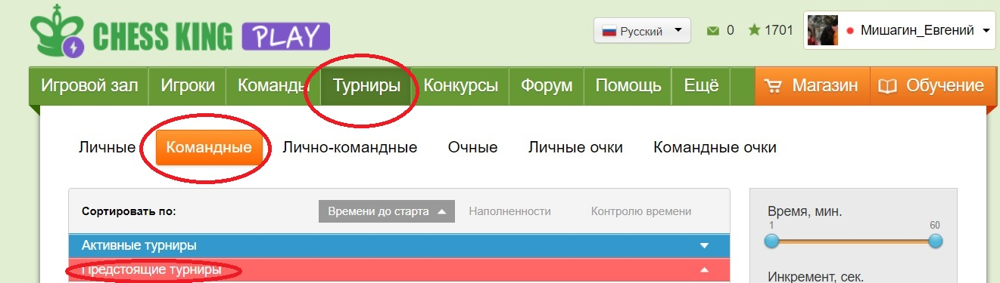 CHESS KING PLAY
Русский 0 1701 Мишагин_Евгений
Игровой зал Игроки Команды Турниры Конкурсы Форум Помощь Ещё Магазин Обучение
Личные Командные Лично-командные Очные Личные очки Командные очки
Сортировать по: Времени до старта Наполненности Контролю времени
Время, мин.
1 60
Активные турниры
Предстоящие турниры
Инкремент, сек.